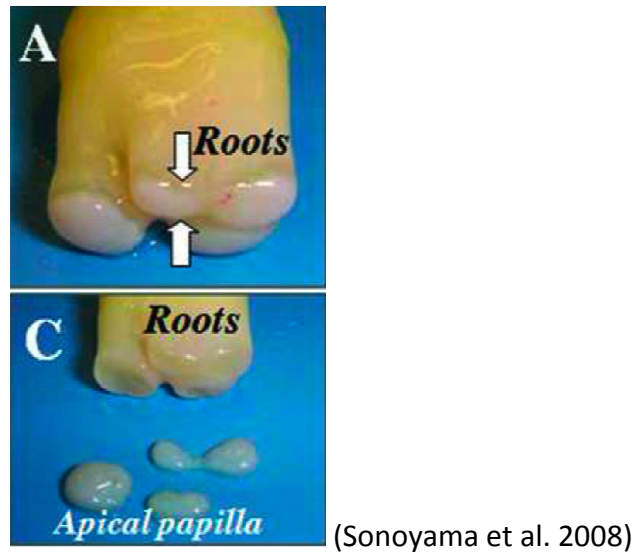 A
Roots
Roots
C
Apical papilla
(Sonoyama et al. 2008)